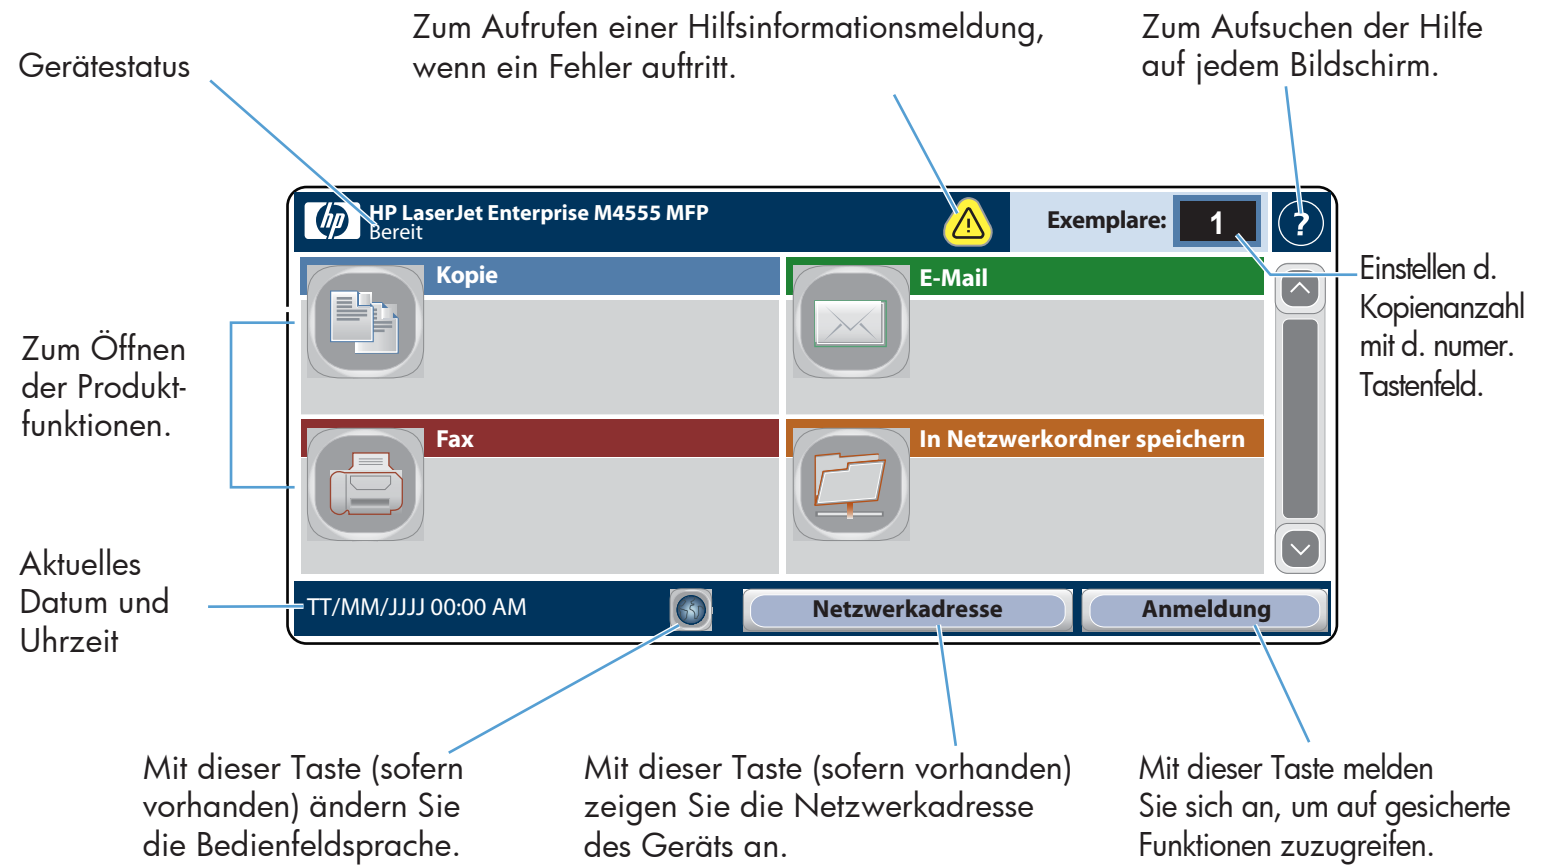 Zum Aufrufen einer Hilfsinformationsmeldung,
wenn ein Fehler auftritt.
Zum Aufsuchen der Hilfe
auf jedem Bildschirm.
Gerätestatus
hp
HP LaserJet Enterprise M4555 MFP
Bereit
Exemplare:
1
?
Kopie
E-Mail
Einstellen d.
Kopienanzahl
mit d. numer.
Tastenfeld.
Zum Öffnen
der Produkt-
funktionen.
Fax
In Netzwerkordner speichern
Aktuelles
Datum und
Uhrzeit
TT/MM/JJJJ 00:00 AM
Netzwerkadresse
Anmeldung
Mit dieser Taste (sofern
vorhanden) ändern Sie
die Bedienfeldsprache.
Mit dieser Taste (sofern vorhanden)
zeigen Sie die Netzwerkadresse
des Geräts an.
Mit dieser Taste melden
Sie sich an, um auf gesicherte
Funktionen zuzugreifen.